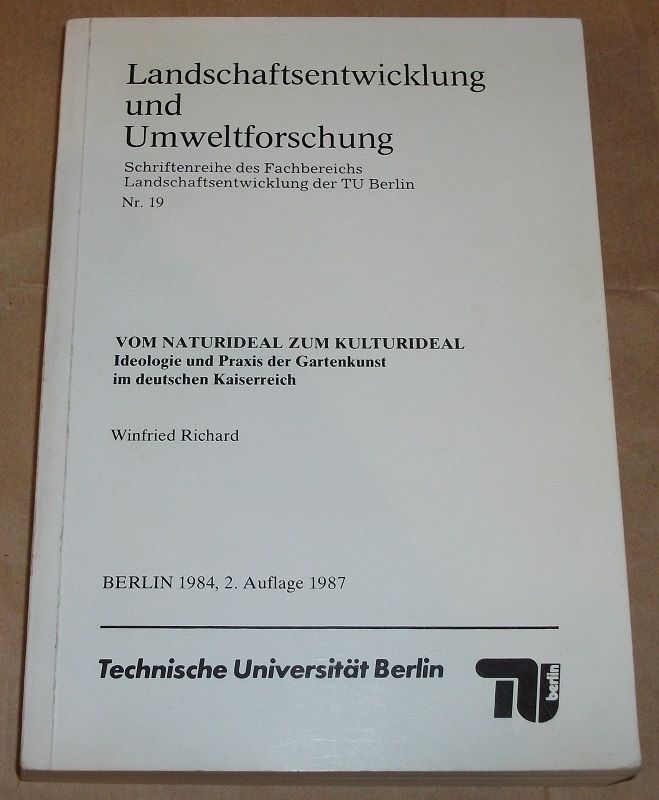 Landschaftsentwicklung
und
Umweltforschung
Schriftenreihe des Fachbereichs
Landschaftsentwicklung der TU Berlin
Nr. 19
VOM NATURIDEAL ZUM KULTURIDEAL
Ideologie und Praxis der Gartenkunst
im deutschen Kaiserreich
Winfried Richard
BERLIN 1984, 2. Auflage 1987
Technische Universität Berlin
TU berlin